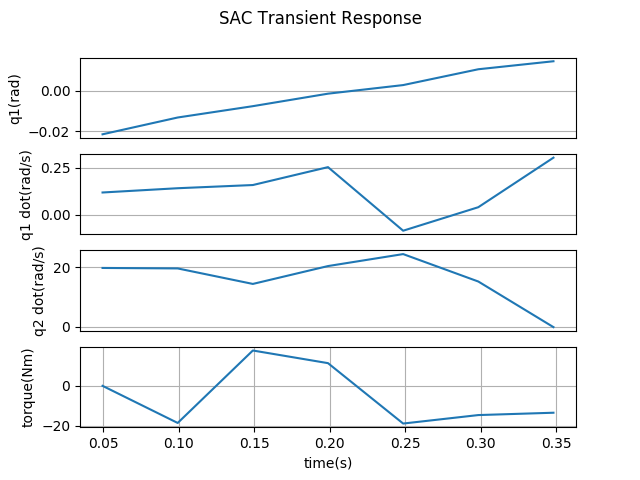 SAC Transient Response
q1(rad)
0.00
−0.02
q1 dot(rad/s)
0.25
0.00
q2 dot(rad/s)
20
0
torque(Nm)
0
−20
0.05 0.10 0.15 0.20 0.25 0.30 0.35
time(s)